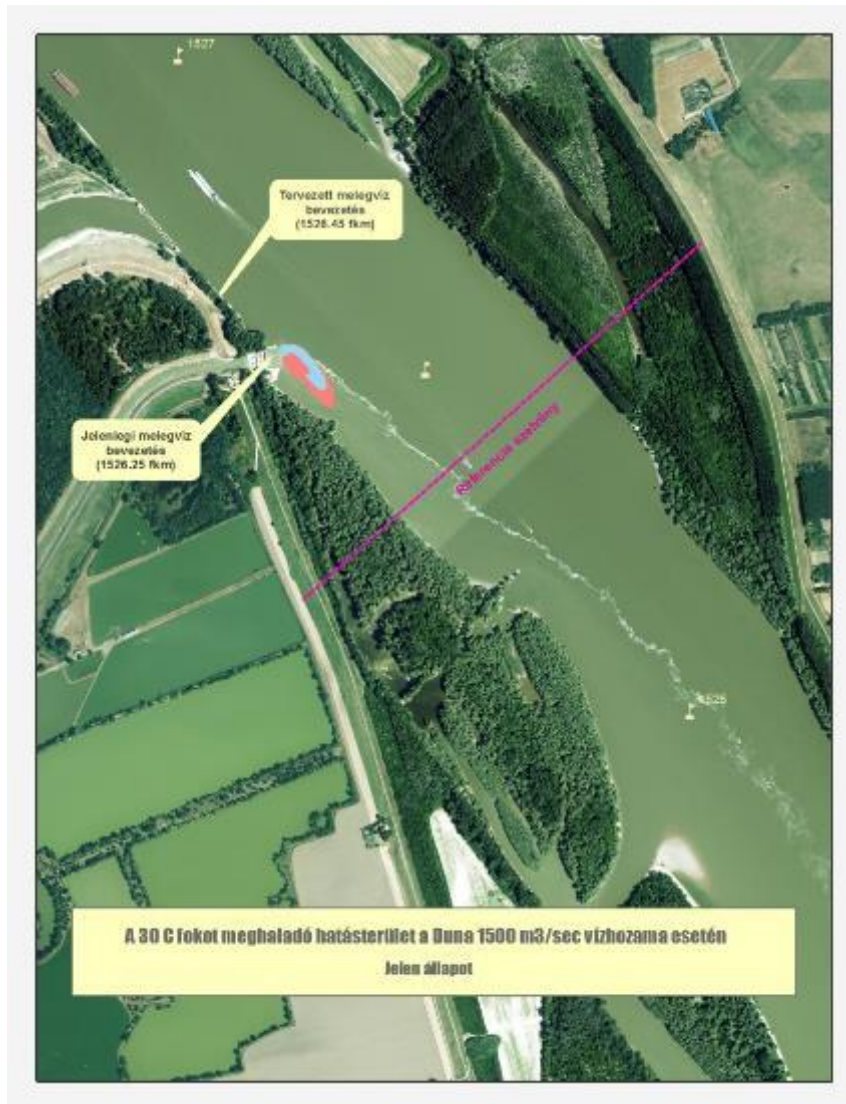 1527
Tervezett melegvíz
bevezetés
(1526.45 fkm)
Jelenlegi melegvíz
bevezetés
(1526.25 fkm)
Referencia szelvény
1525
A 30 C fokot meghaladó hatásterület a Duna 1500 m3/sec vízhozama esetén
Jelen állapot